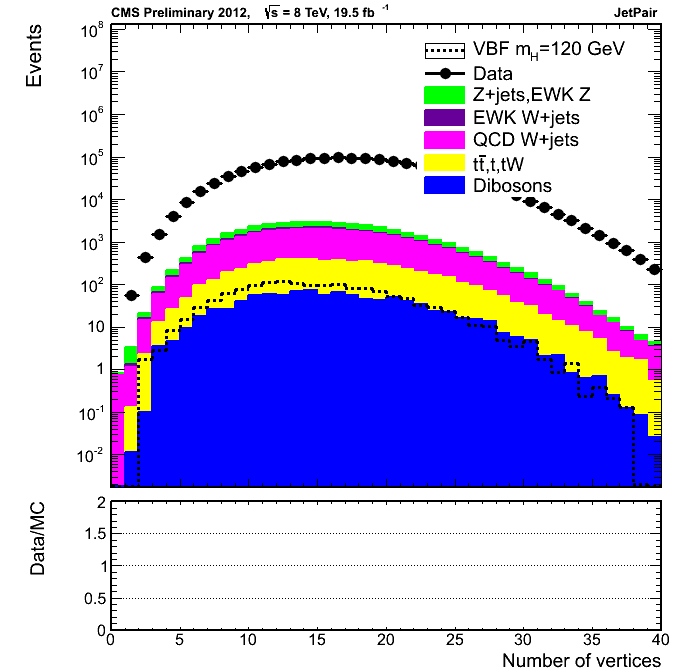 CMS Preliminary 2012, √s = 8 TeV, 19.5 fb⁻¹ JetPair
Events
10⁸
10⁷
10⁶
10⁵
10⁴
10³
10²
10
1
10⁻¹
10⁻²
VBF m_H=120 GeV
Data
Z+jets,EWK Z
EWK W+jets
QCD W+jets
tt̅,t,tW
Dibosons
Data/MC
2
1.5
1
0.5
0
0 5 10 15 20 25 30 35 40
Number of vertices